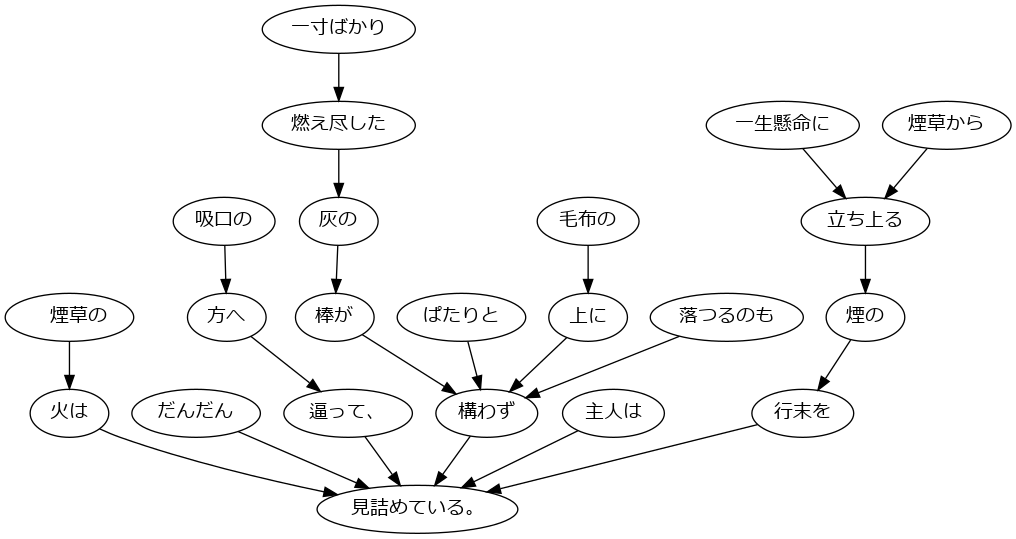 一寸ばかり
燃え尽した
一生懸命に
煙草から
吸口の
灰の
毛布の
立ち上る
煙草の
方へ
棒が
ぱたりと
上に
落つるのも
煙の
火は
だんだん
逼って、
構わず
主人は
行末を
見詰めている。